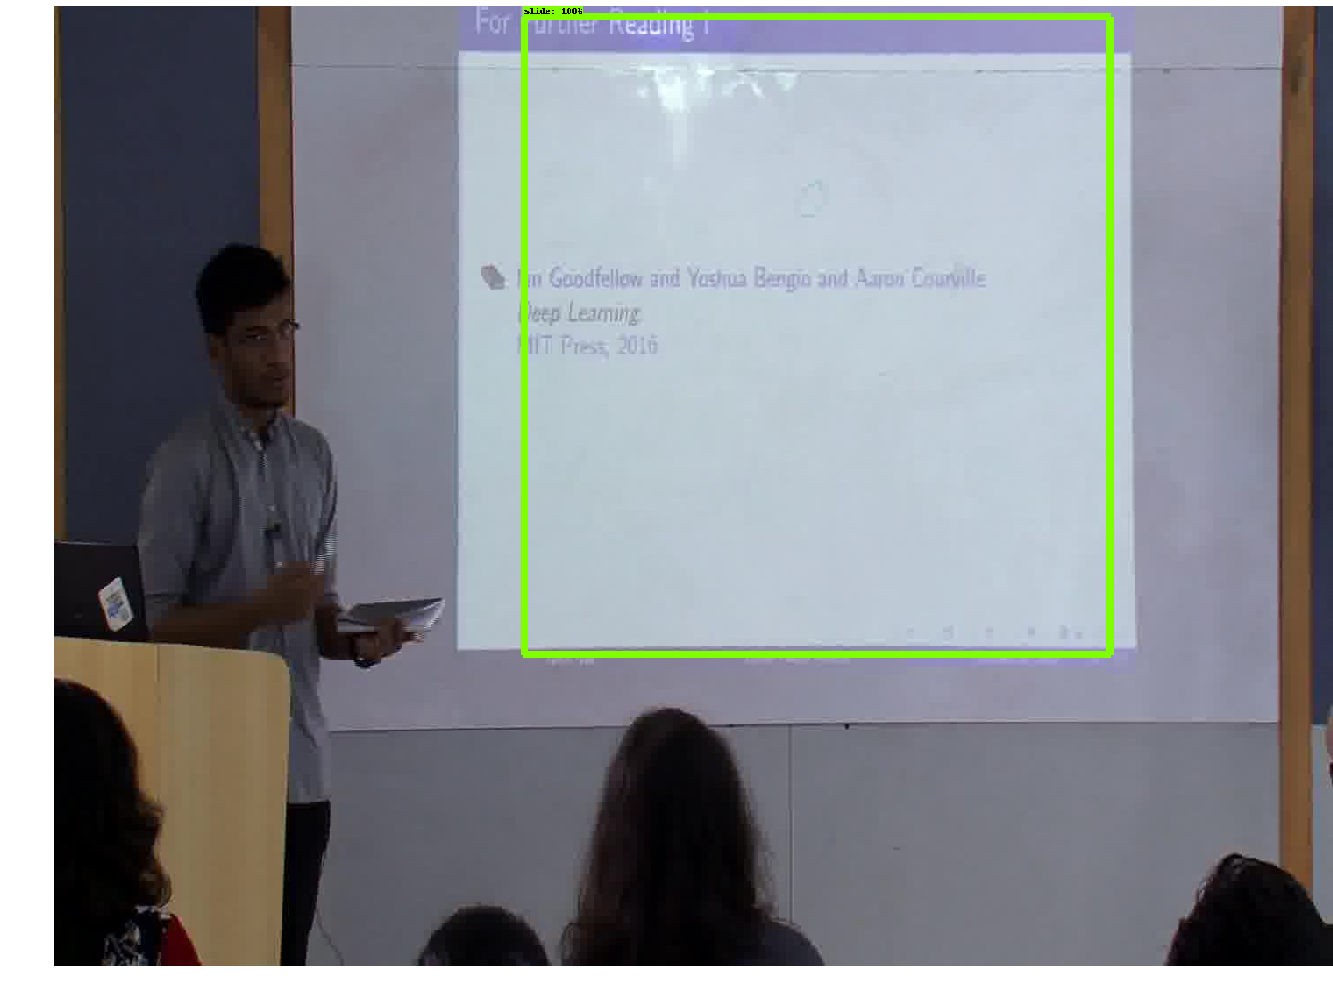 slide: 100%
For Further Reading I
Ian Goodfellow and Yoshua Bengio and Aaron Courville
Deep Learning.
MIT Press, 2016